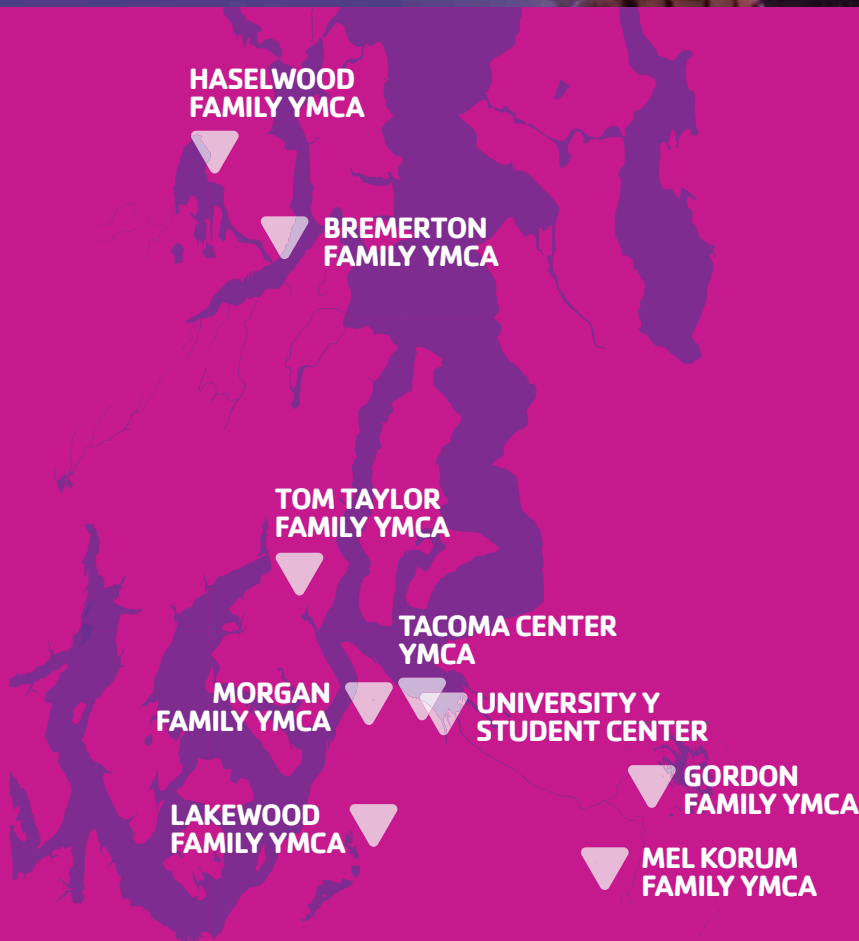 HASELWOOD
FAMILY YMCA
BREMERTON
FAMILY YMCA
TOM TAYLOR
FAMILY YMCA
TACOMA CENTER
YMCA
MORGAN
FAMILY YMCA
UNIVERSITY Y
STUDENT CENTER
GORDON
FAMILY YMCA
LAKEWOOD
FAMILY YMCA
MEL KORUM
FAMILY YMCA